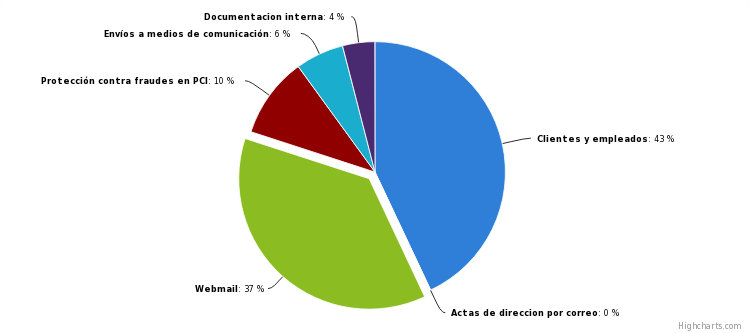 Documentacion interna: 4 %
Envíos a medios de comunicación: 6 %
Protección contra fraudes en PCI: 10 %
Clientes y empleados: 43 %
Webmail: 37 %
Actas de direccion por correo: 0 %
Highcharts.com